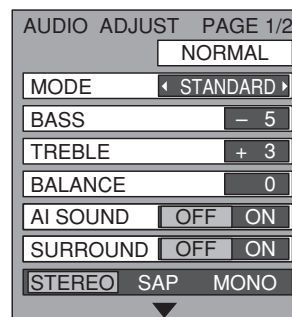 AUDIO ADJUST PAGE 1/2
NORMAL
MODE STANDARD
BASS – 5
TREBLE + 3
BALANCE 0
AI SOUND OFF ON
SURROUND OFF ON
STEREO SAP MONO